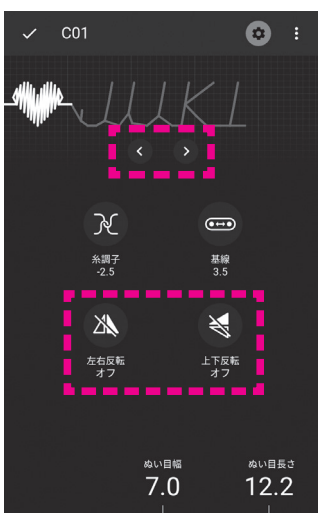 C01
JUKI
糸調子
-2.5
基線
3.5
左右反転
オフ
上下反転
オフ
ぬい目幅
7.0
ぬい目長さ
12.2